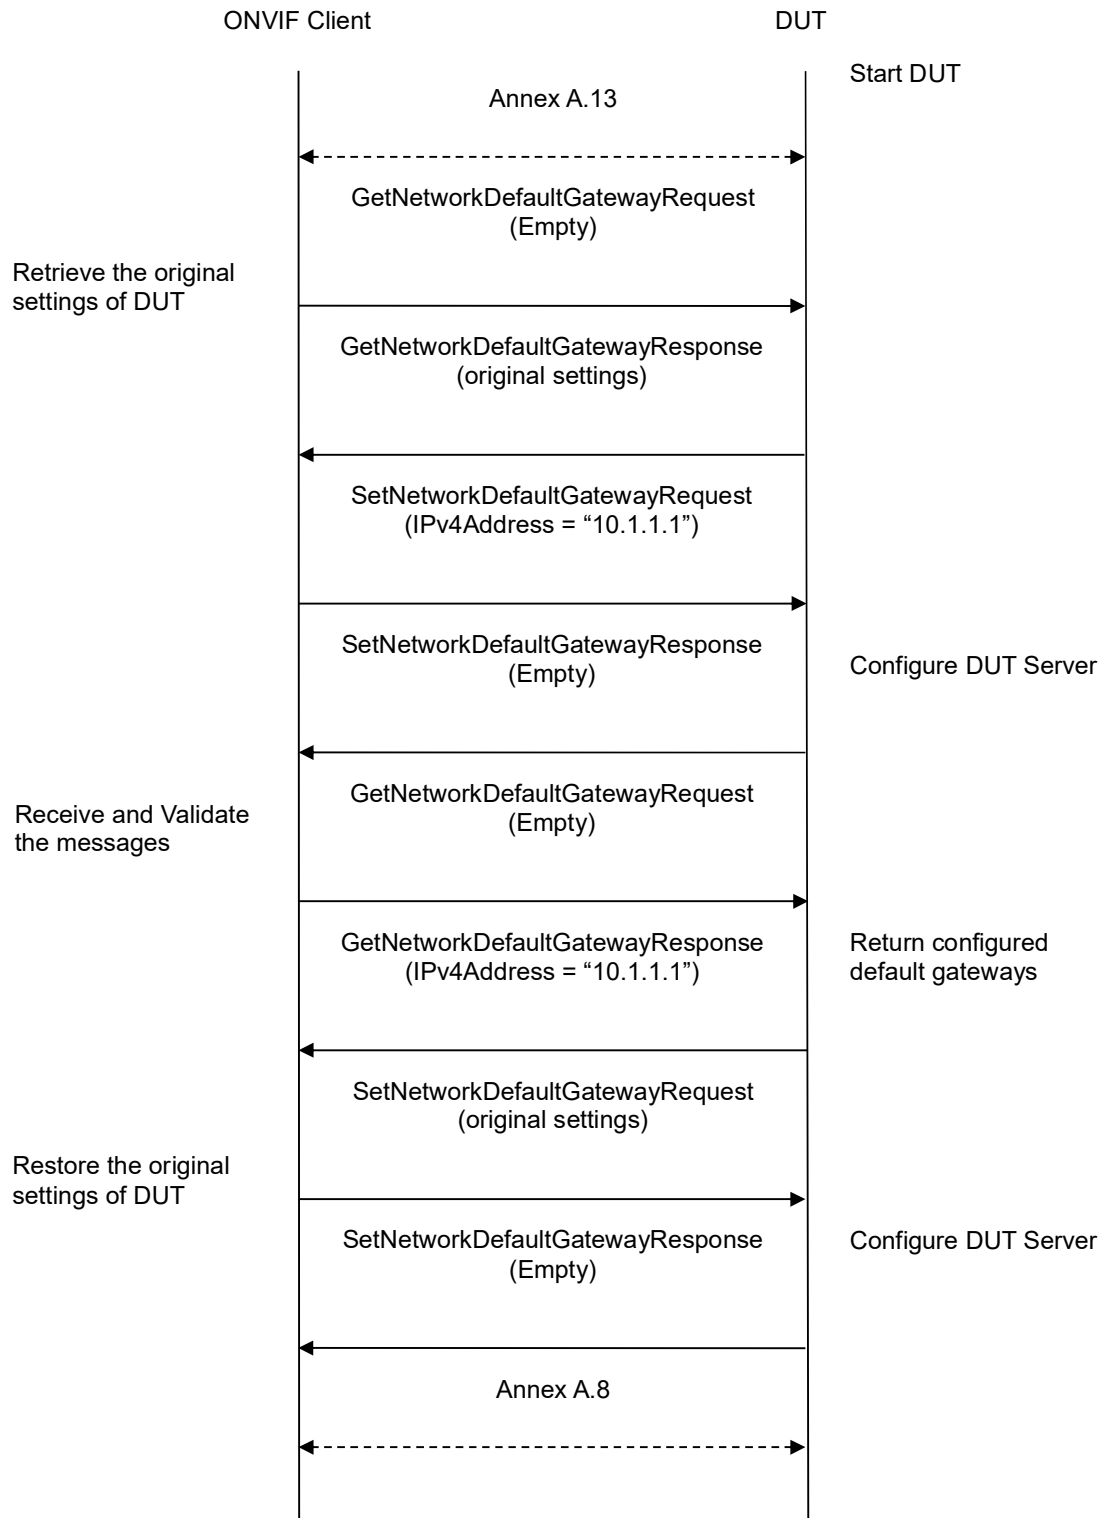 ONVIF Client
DUT
Start DUT
Annex A.13
GetNetworkDefaultGatewayRequest
(Empty)
Retrieve the original
settings of DUT
GetNetworkDefaultGatewayResponse
(original settings)
SetNetworkDefaultGatewayRequest
(IPv4Address = “10.1.1.1”)
SetNetworkDefaultGatewayResponse
(Empty)
Configure DUT Server
GetNetworkDefaultGatewayRequest
(Empty)
Receive and Validate
the messages
GetNetworkDefaultGatewayResponse
(IPv4Address = “10.1.1.1”)
Return configured
default gateways
SetNetworkDefaultGatewayRequest
(original settings)
Restore the original
settings of DUT
SetNetworkDefaultGatewayResponse
(Empty)
Configure DUT Server
Annex A.8